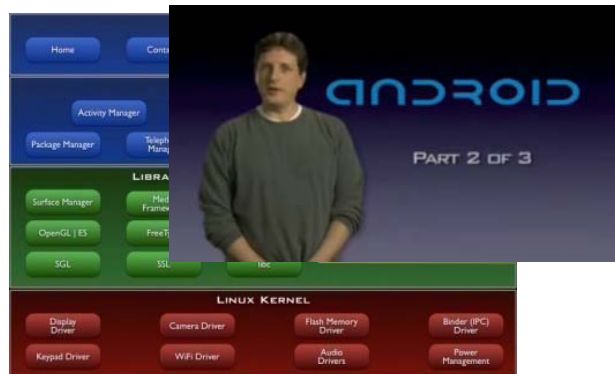 Home
ANDROID
PART 2 OF 3
Activity Manager
Package Manager
LIBRA
Surface Manager
OpenGL | ES
SGL
SSL
libc
LINUX KERNEL
Display
Driver
Camera Driver
Flash Memory
Driver
Binder (IPC)
Driver
Keypad Driver
WiFi Driver
Audio
Drivers
Power
Management